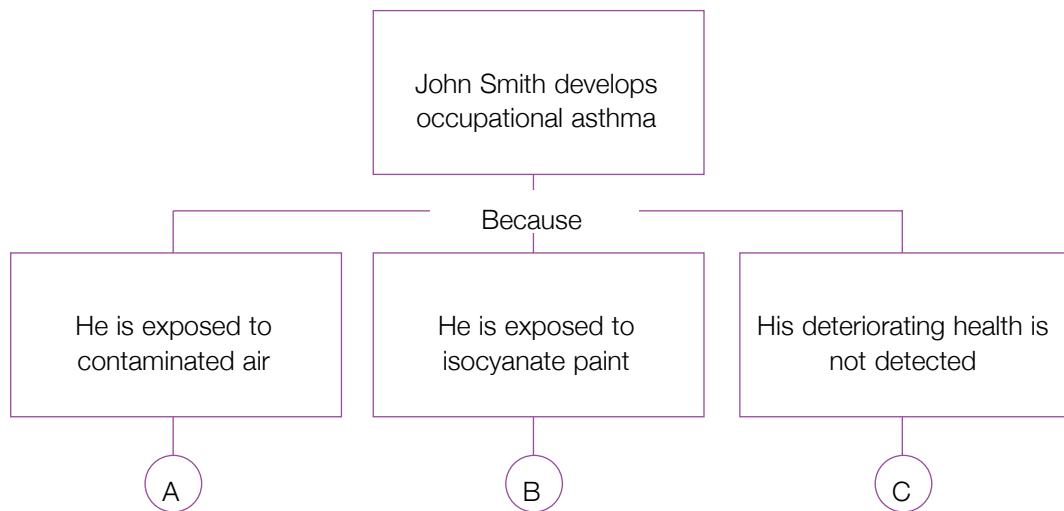 John Smith develops
occupational asthma
Because
He is exposed to
contaminated air
He is exposed to
isocyanate paint
His deteriorating health is
not detected
A
B
C